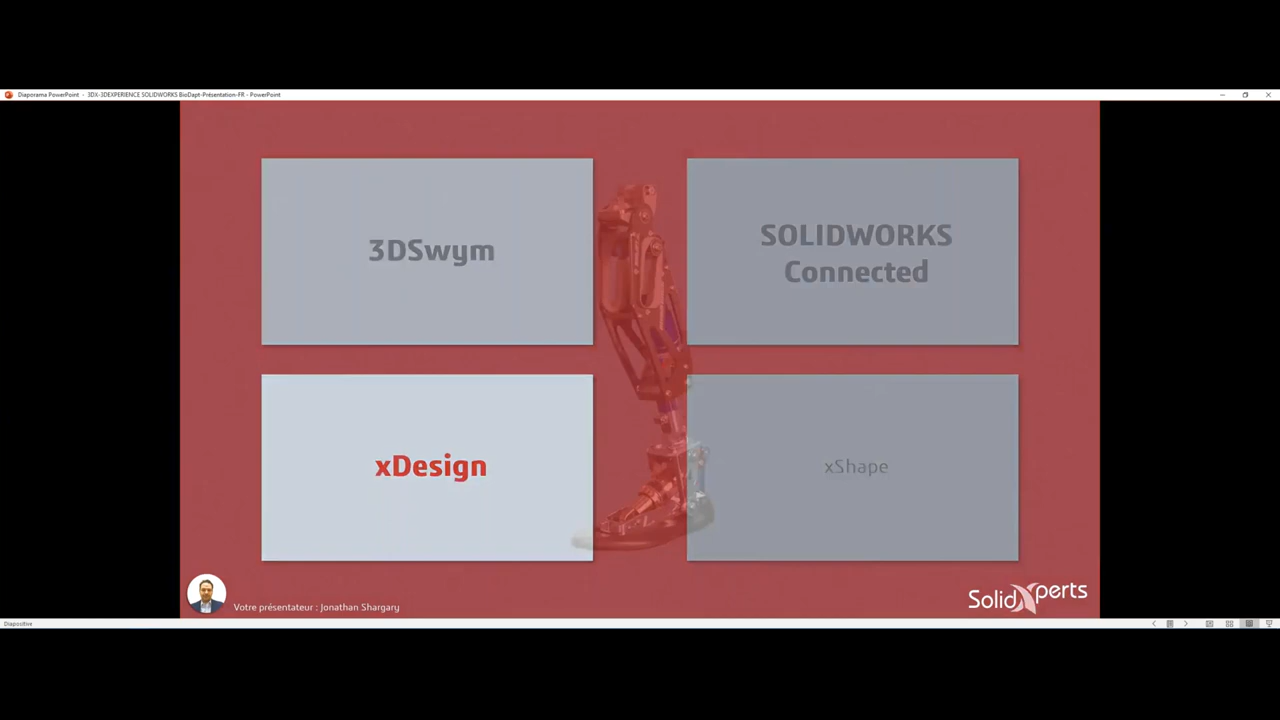 Diaporama PowerPoint - 3DX-3DEXPERIENCE SOLIDWORKS BioDapt-Présentation-FR - PowerPoint
3DSwym
SOLIDWORKS
Connected
xDesign
xShape
Votre présentateur : Jonathan Shargary
SolidXperts
Diapositive